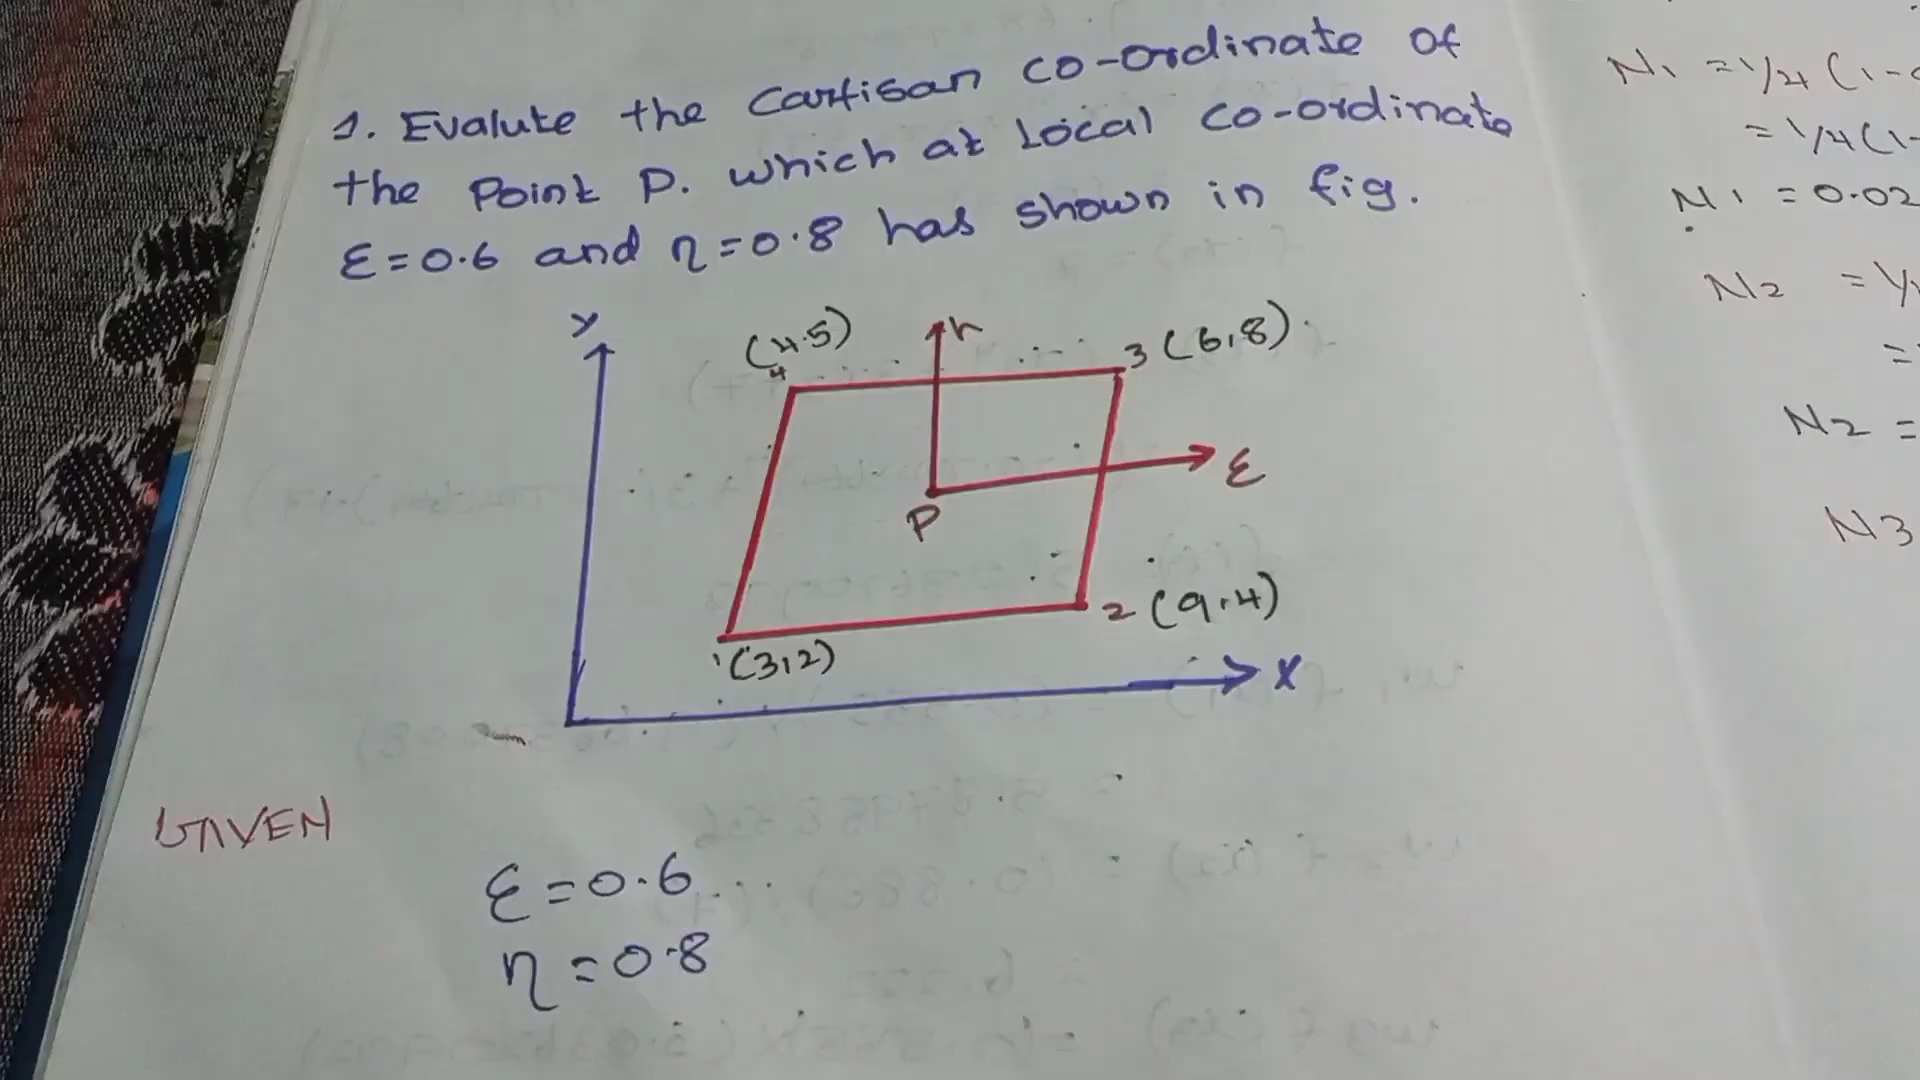 1. Evalute the Cartisan co-ordinate of
the Point P. which at Local co-ordinate
ε=0.6 and η=0.8 has shown in fig.
y
(4.5)
4
η
3 (6,8)
ε
P
2 (9,4)
1 (3,2)
X
GIVEN
ε=0.6
η=0.8
N1 = 1/4 (1-
= 1/4 (1-
N1 = 0.02
N2 =
=
N2 =
N3